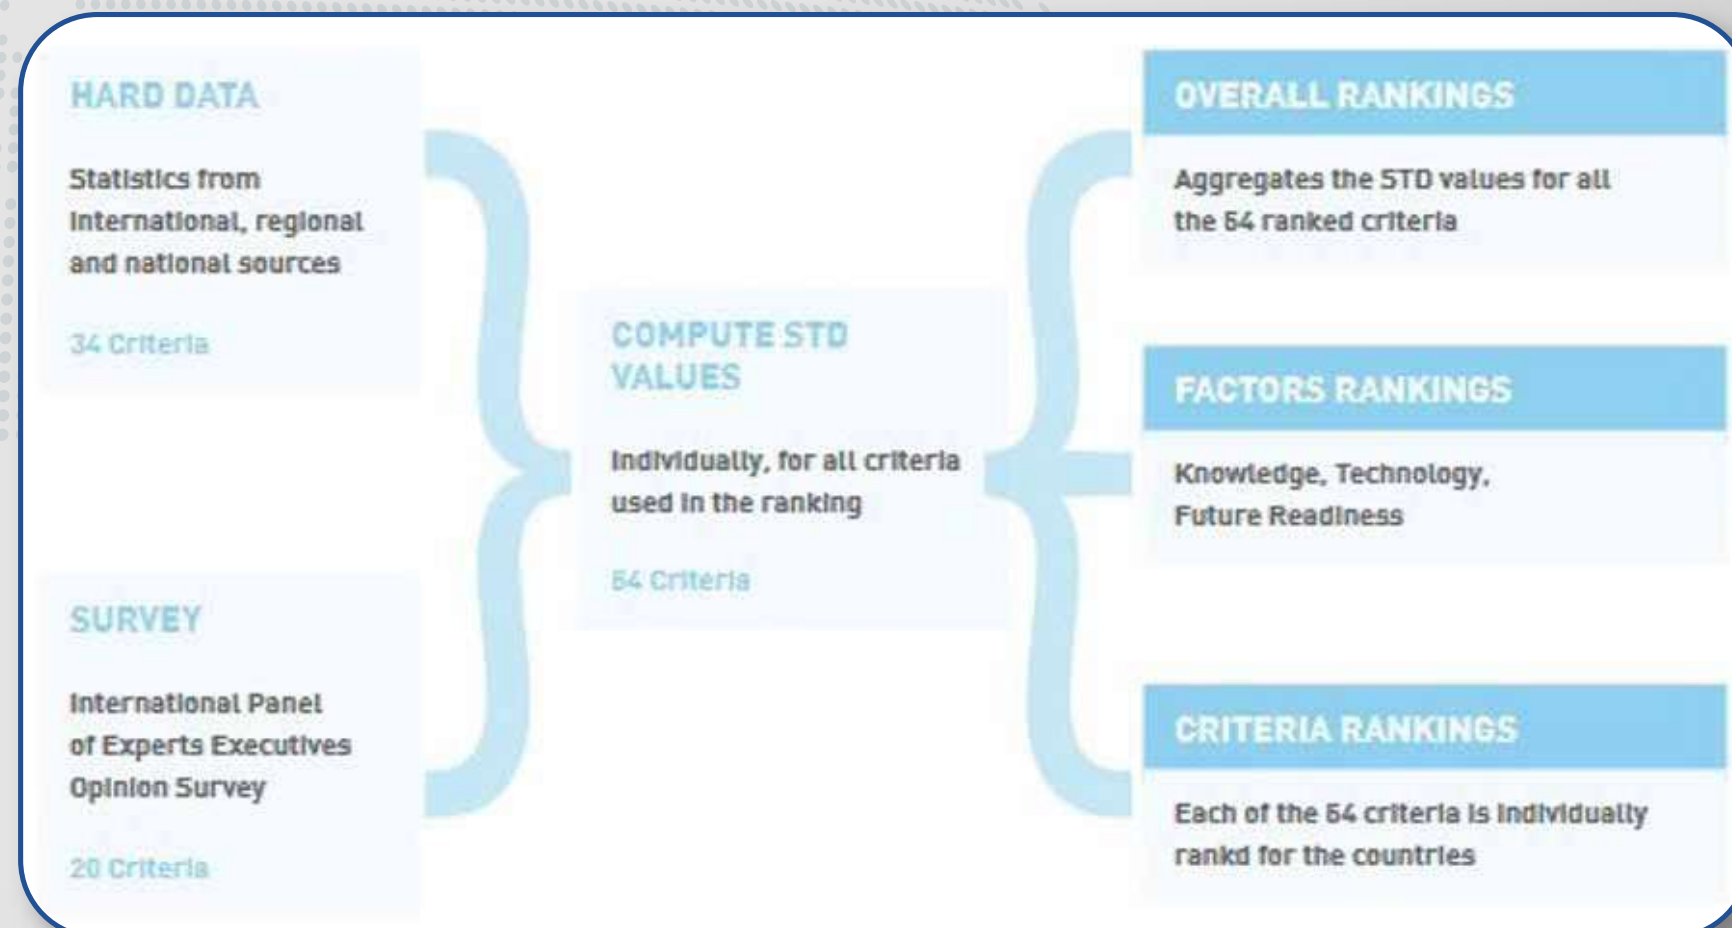 HARD DATA
Statistics from
international, regional
and national sources
34 Criteria
SURVEY
International Panel
of Experts Executives
Opinion Survey
20 Criteria
COMPUTE STD
VALUES
Individually, for all criteria
used in the ranking
54 Criteria
OVERALL RANKINGS
Aggregates the STD values for all
the 54 ranked criteria
FACTORS RANKINGS
Knowledge, Technology,
Future Readiness
CRITERIA RANKINGS
Each of the 54 criteria is individually
rankd for the countries